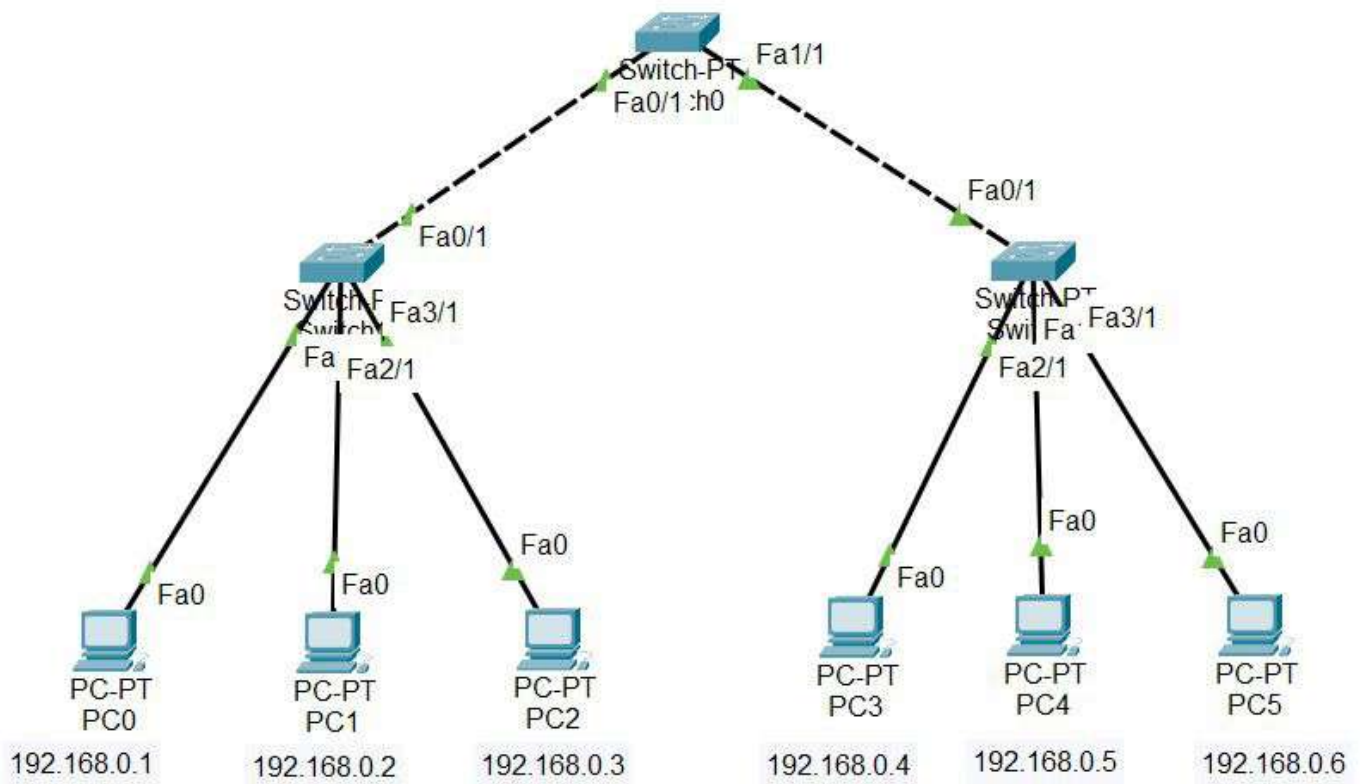 Fa1/1
Switch-PT
Fa0/1
Fa0/1
Fa0/1
Fa3/1
Fa2/1
Fa3/1
Fa2/1
Fa0
Fa0
Fa0
Fa0
Fa0
Fa0
PC-PT
PC0
PC-PT
PC1
PC-PT
PC2
PC-PT
PC3
PC-PT
PC4
PC-PT
PC5
192.168.0.1
192.168.0.2
192.168.0.3
192.168.0.4
192.168.0.5
192.168.0.6